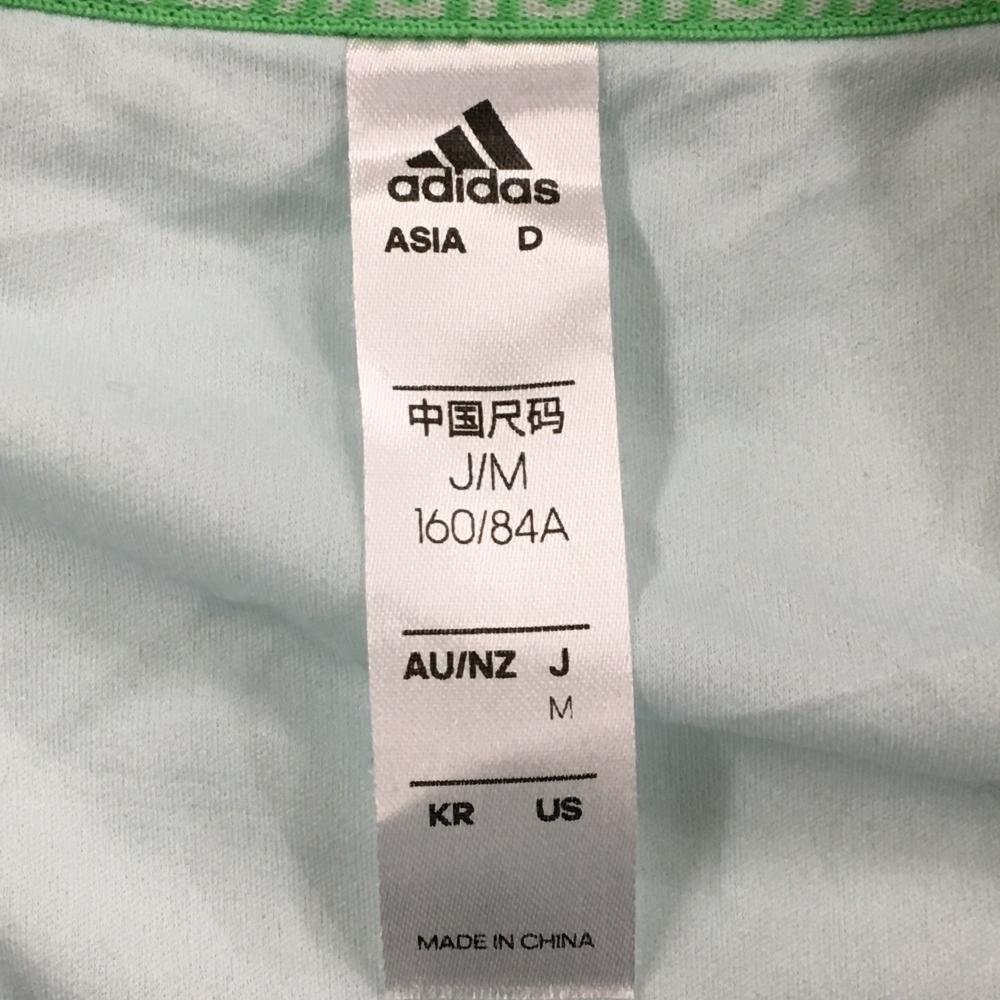 adidas
ASIA D
中国尺码
J/M
160/84A
AU/NZ J
M
KR US
MADE IN CHINA